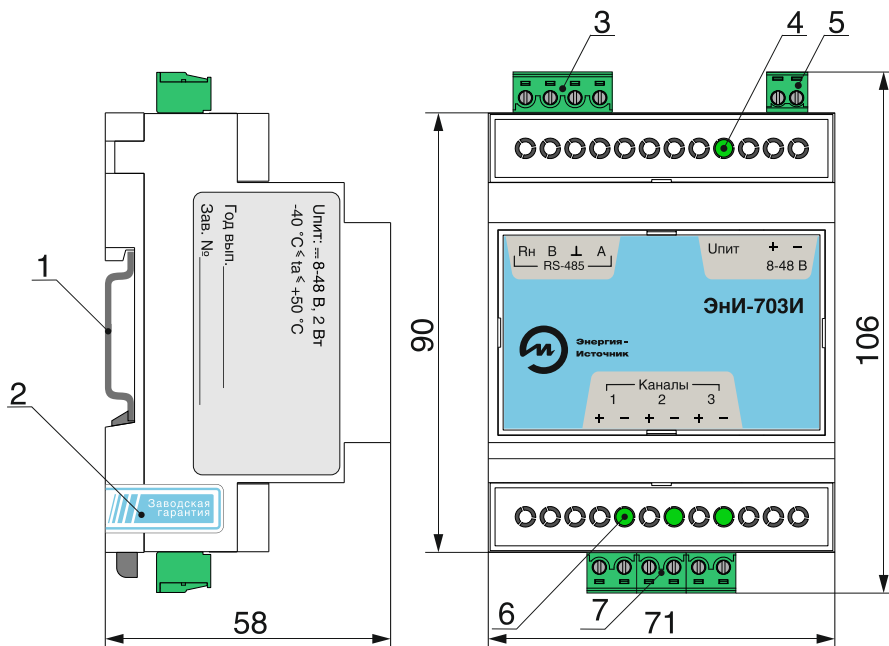 3
4
5
1
2
Uпит: ⎓ 8-48 В, 2 Вт
-40 °C ≤ ta ≤ +50 °C
Год вып.
Зав. №
Заводская
гарантия
58
90
Rн В ⊥ А
RS-485
Uпит + −
8-48 В
ЭнИ-703И
Энергия-
Источник
Каналы
1 2 3
+ − + − + −
106
6
7
71